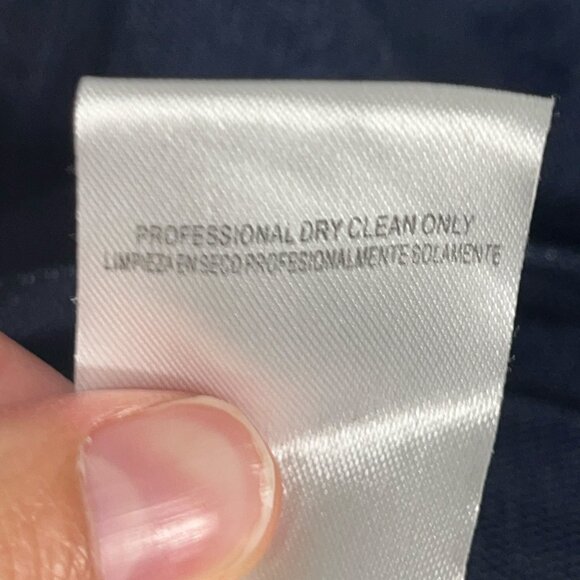 PROFESSIONAL DRY CLEAN ONLY
LIMPIEZA EN SECO PROFESIONALMENTE SOLAMENTE